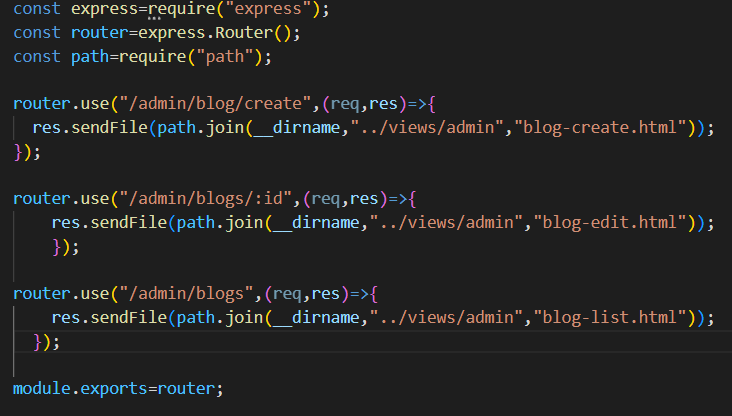 const express=require("express");
const router=express.Router();
const path=require("path");
router.use("/admin/blog/create",(req,res)=>{
res.sendFile(path.join(__dirname,"../views/admin","blog-create.html"));
});
router.use("/admin/blogs/:id",(req,res)=>{
res.sendFile(path.join(__dirname,"../views/admin","blog-edit.html"));
});
router.use("/admin/blogs",(req,res)=>{
res.sendFile(path.join(__dirname,"../views/admin","blog-list.html"));
});
module.exports=router;